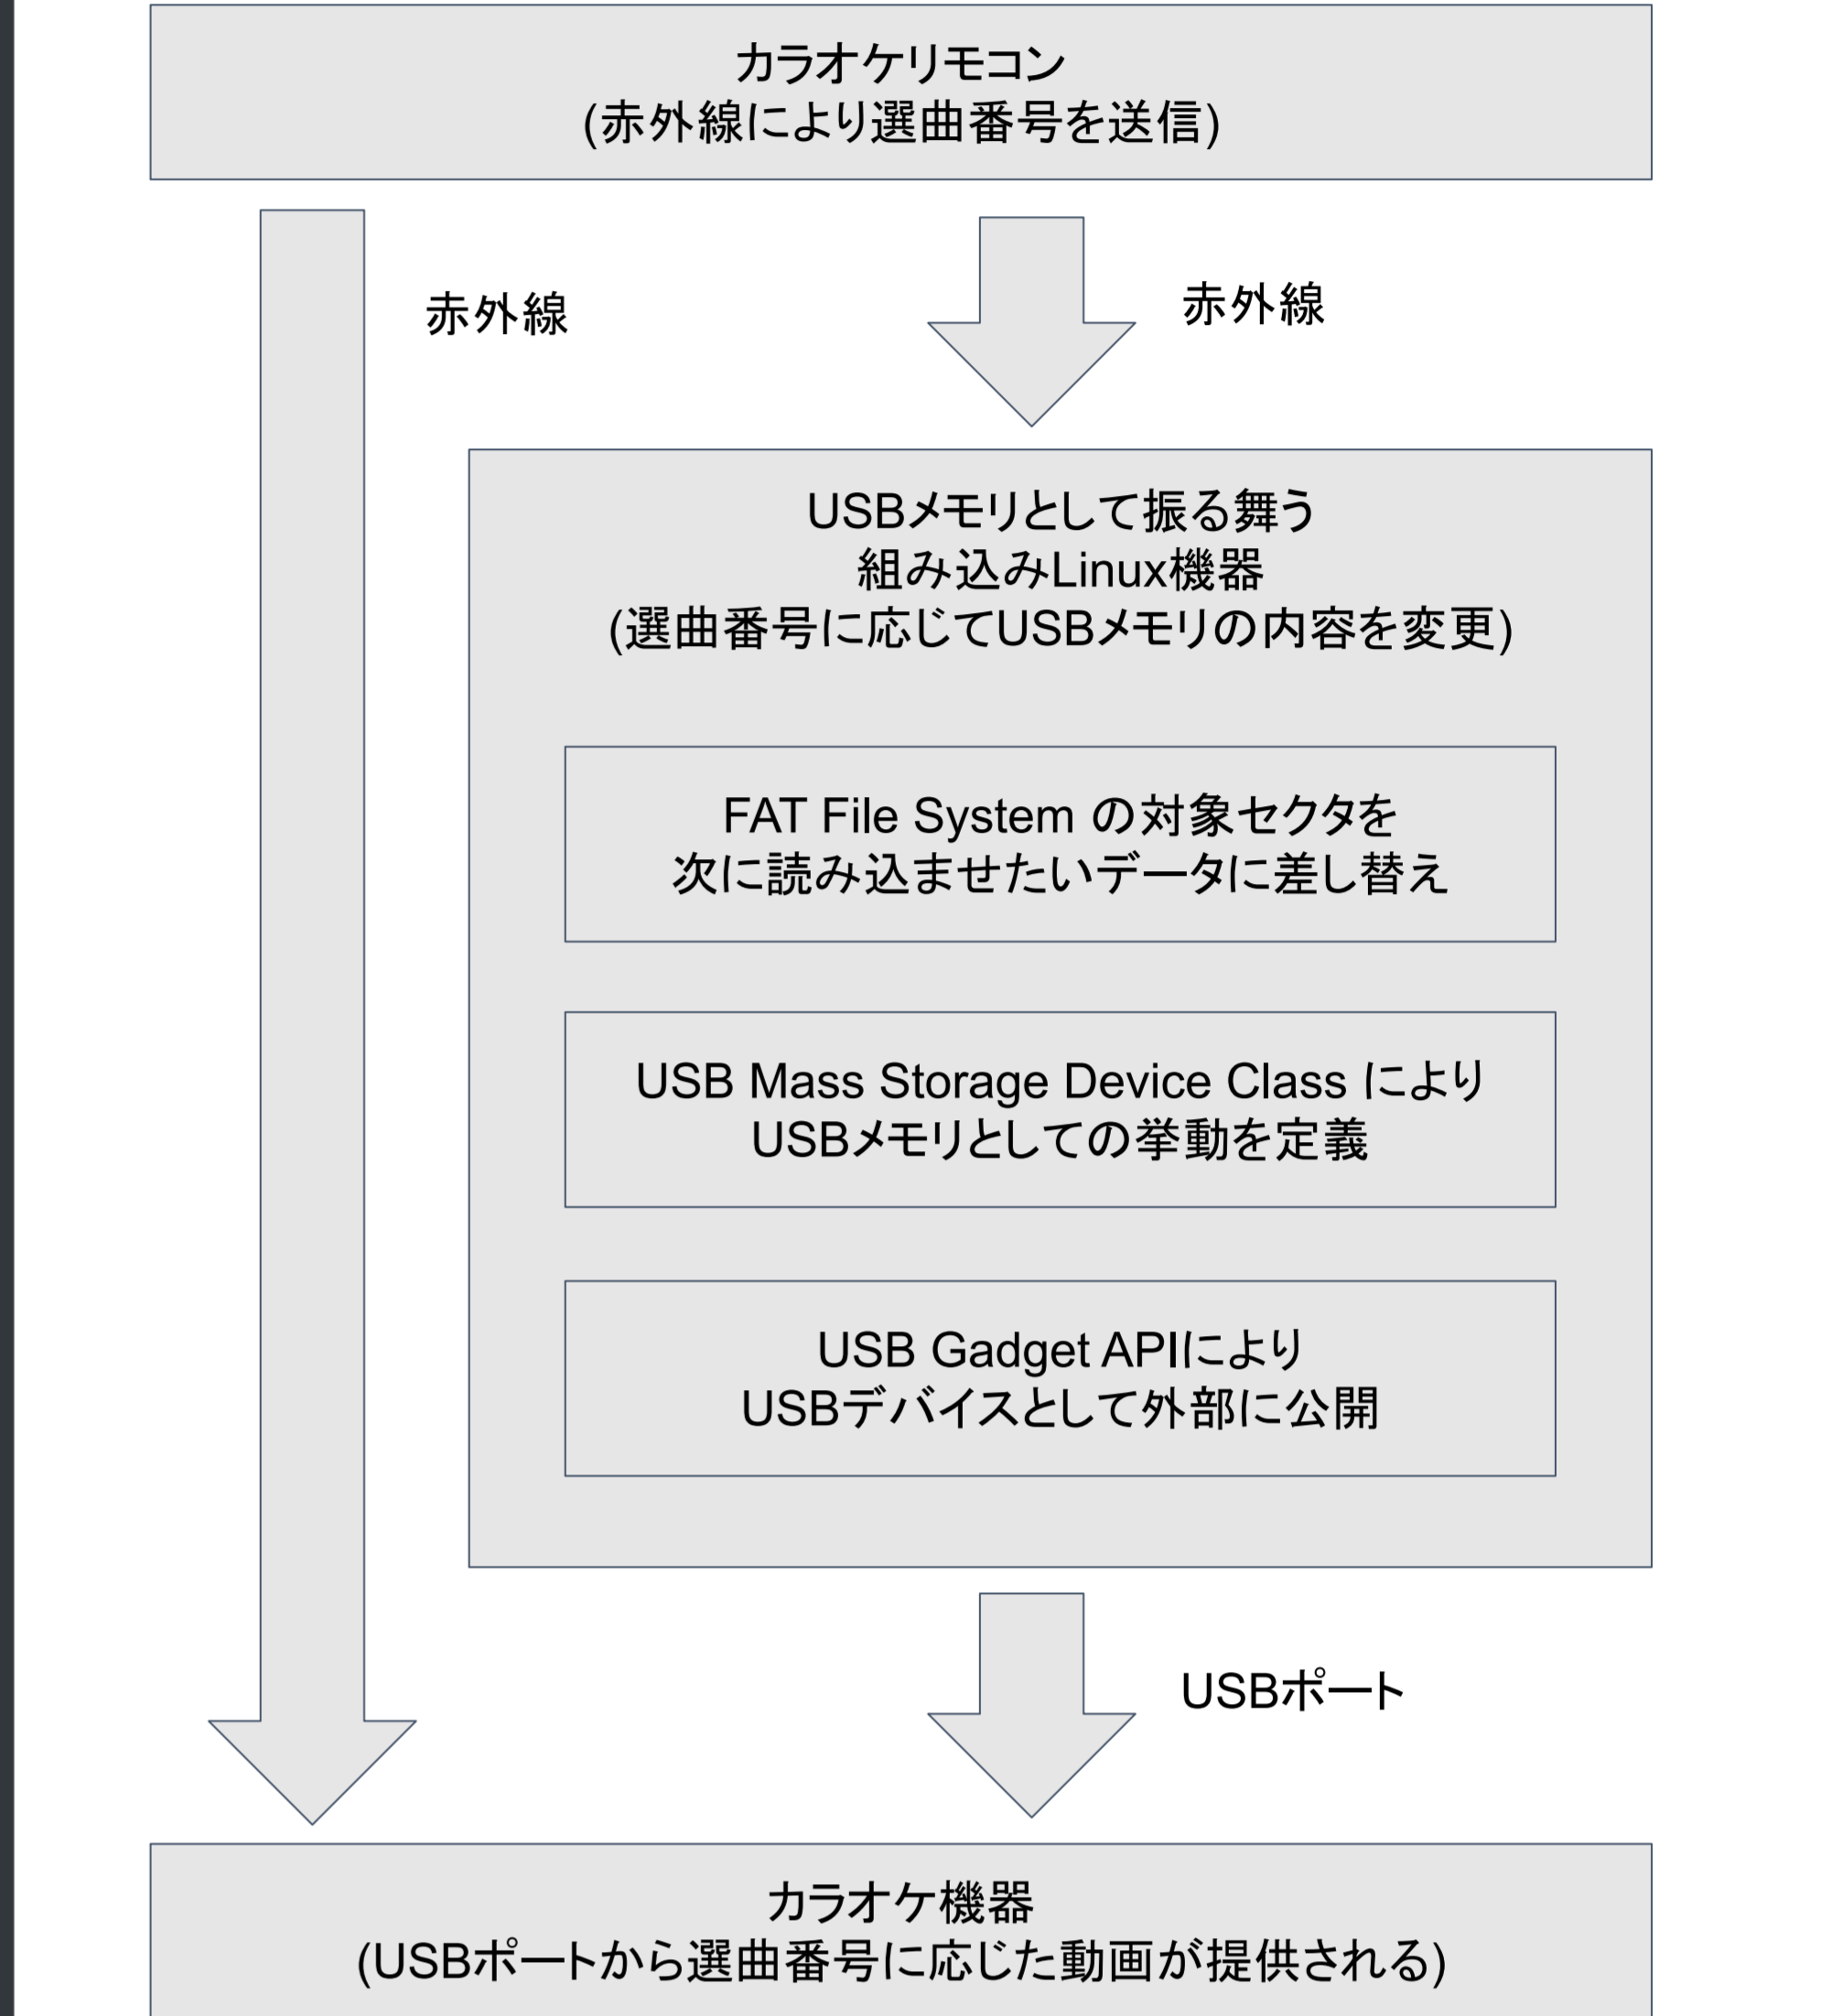 カラオケリモコン
(赤外線により選曲番号を送信)
赤外線
赤外線
USBメモリとして振る舞う
組み込みLinux機器
(選曲番号に応じてUSBメモリの内容を変更)
FAT File System の対象セクタを
次に読み込ませたいデータに差し替え
USB Mass Storage Device Class により
USBメモリとしての挙動を定義
USB Gadget APIにより
USBデバイスとして外部に公開
USBポート
カラオケ機器
(USBポートから選曲番号に応じた動画が提供される)